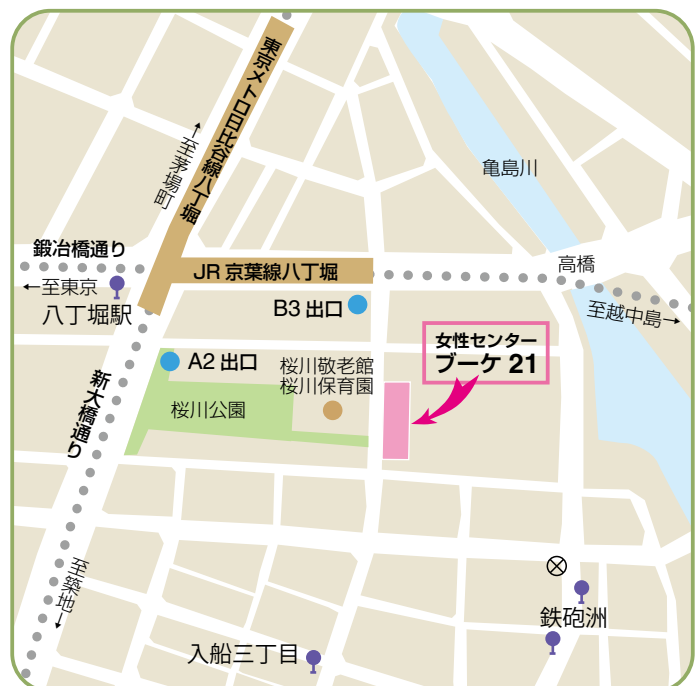 東京メトロ日比谷線八丁堀
←至茅場町
亀島川
鍛冶橋通り
JR 京葉線八丁堀
高橋
←至東京
八丁堀駅
B3 出口
至越中島→
女性センター
ブーケ 21
A2 出口
桜川敬老館
桜川保育園
新大橋通り
桜川公園
至築地→
鉄砲洲
入船三丁目